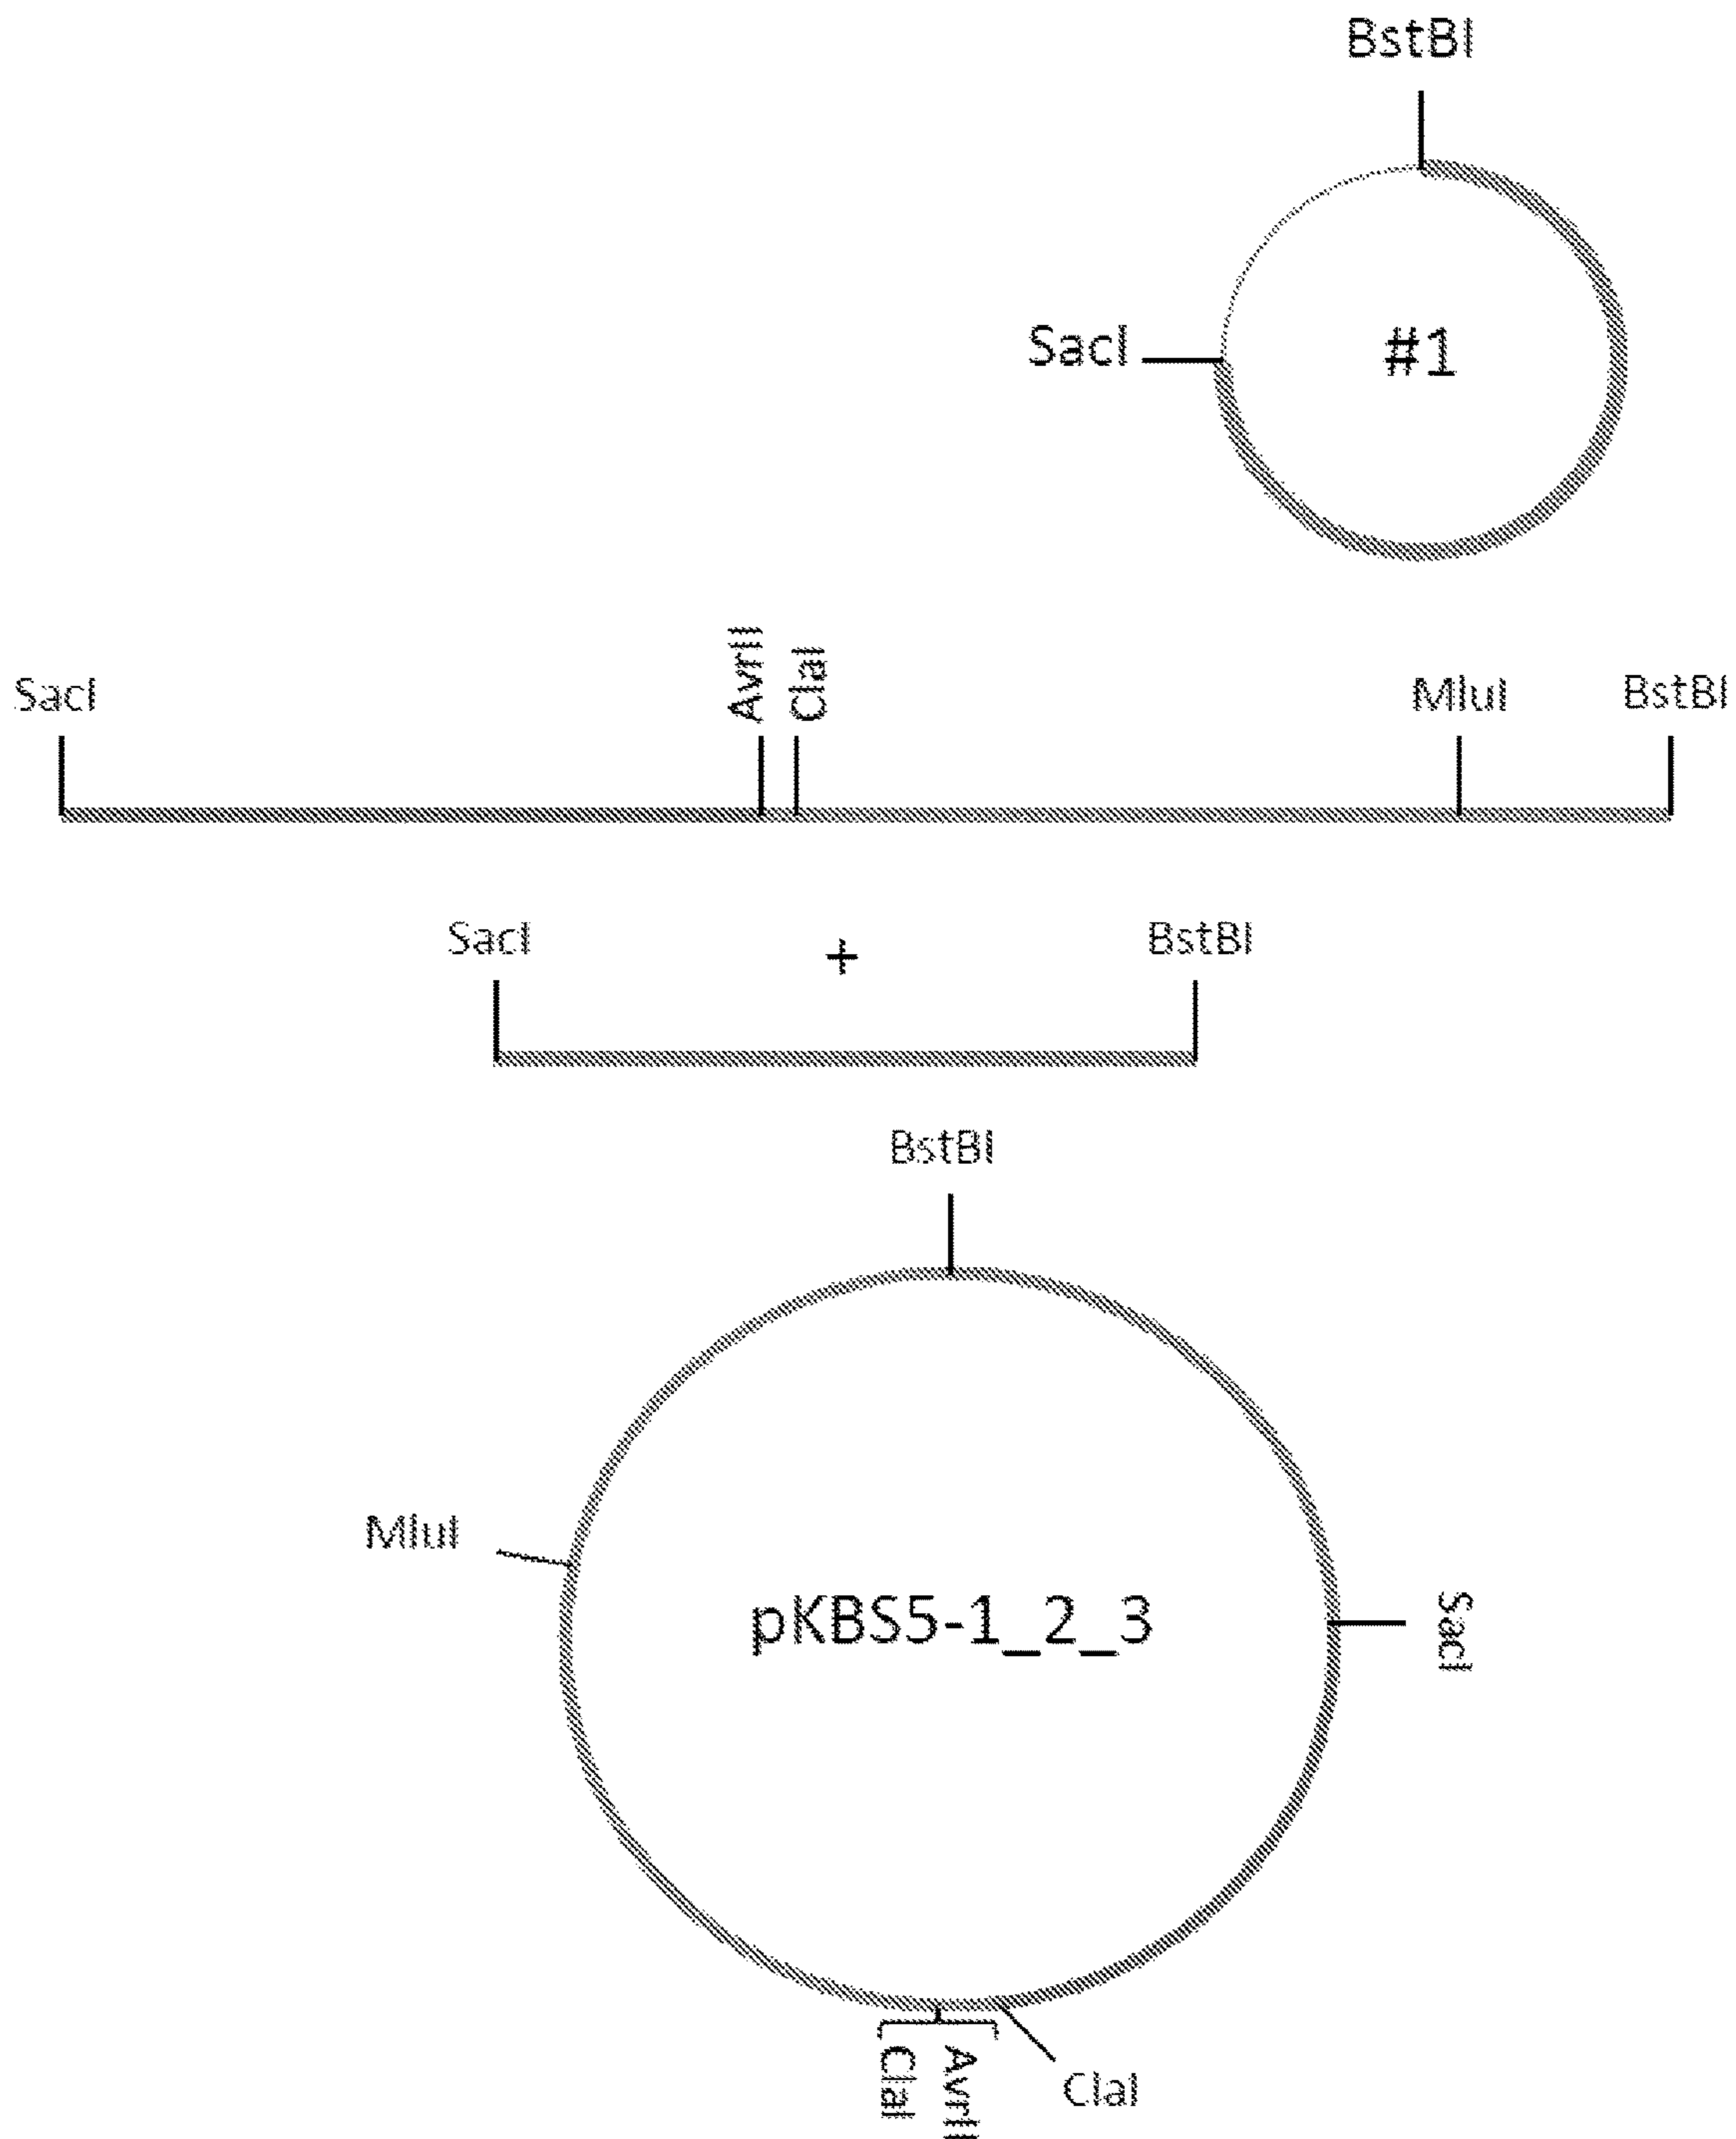 BstBI
SacI
#1
SacI
AvrII
ClaI
MluI
BstBI
SacI
+
BstBI
BstBI
MluI
pKBS5-1_2_3
SacI
AvrII
ClaI
ClaI